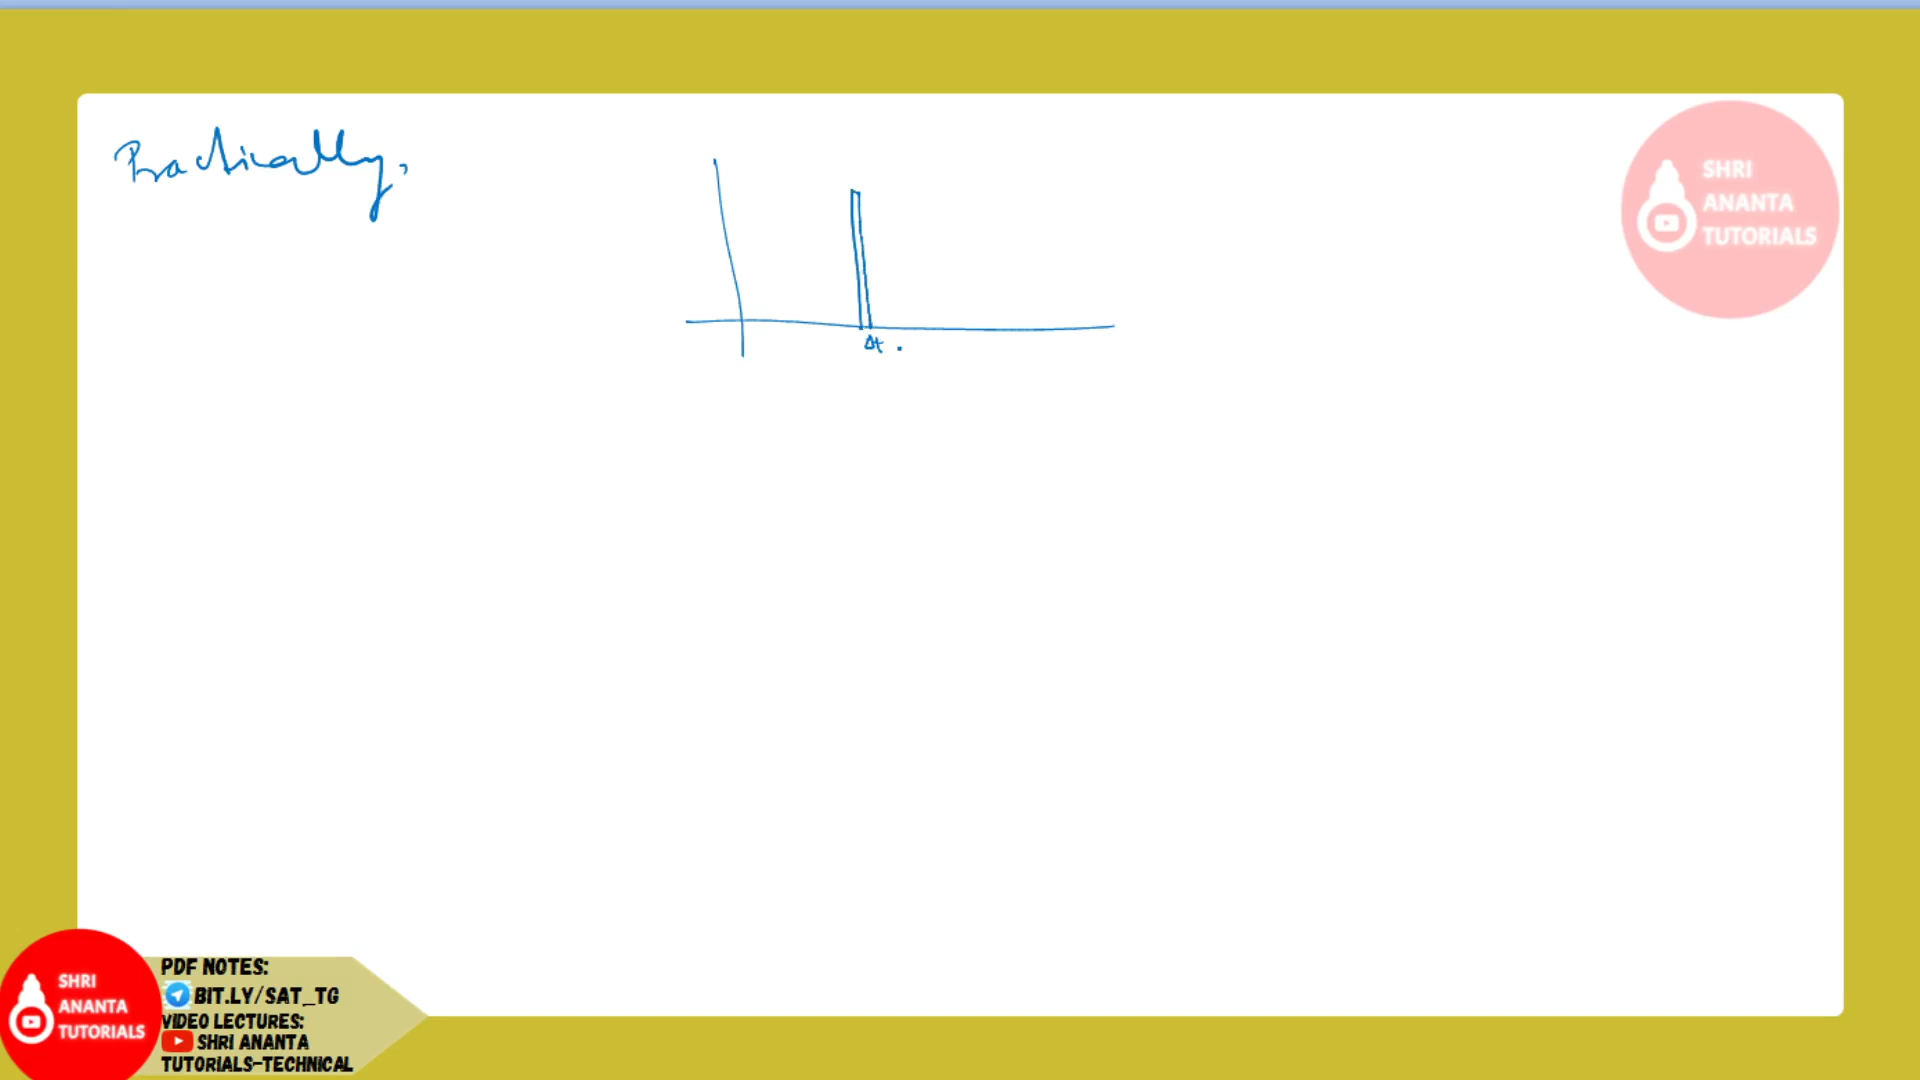 Practically,
Δt .
SHRI
ANANTA
TUTORIALS
SHRI
ANANTA
TUTORIALS
PDF NOTES:
BIT.LY/SAT_TG
VIDEO LECTURES:
SHRI ANANTA
TUTORIALS-TECHNICAL